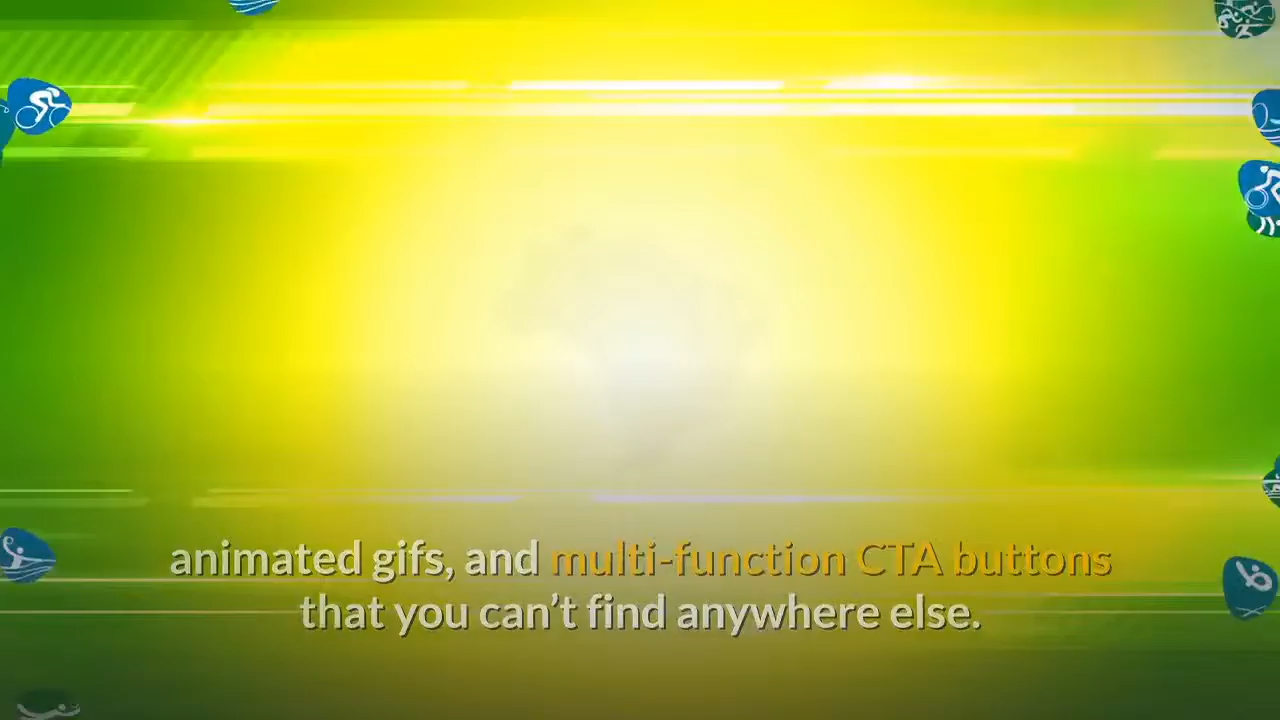 animated gifs, and multi-function CTA buttons
that you can’t find anywhere else.